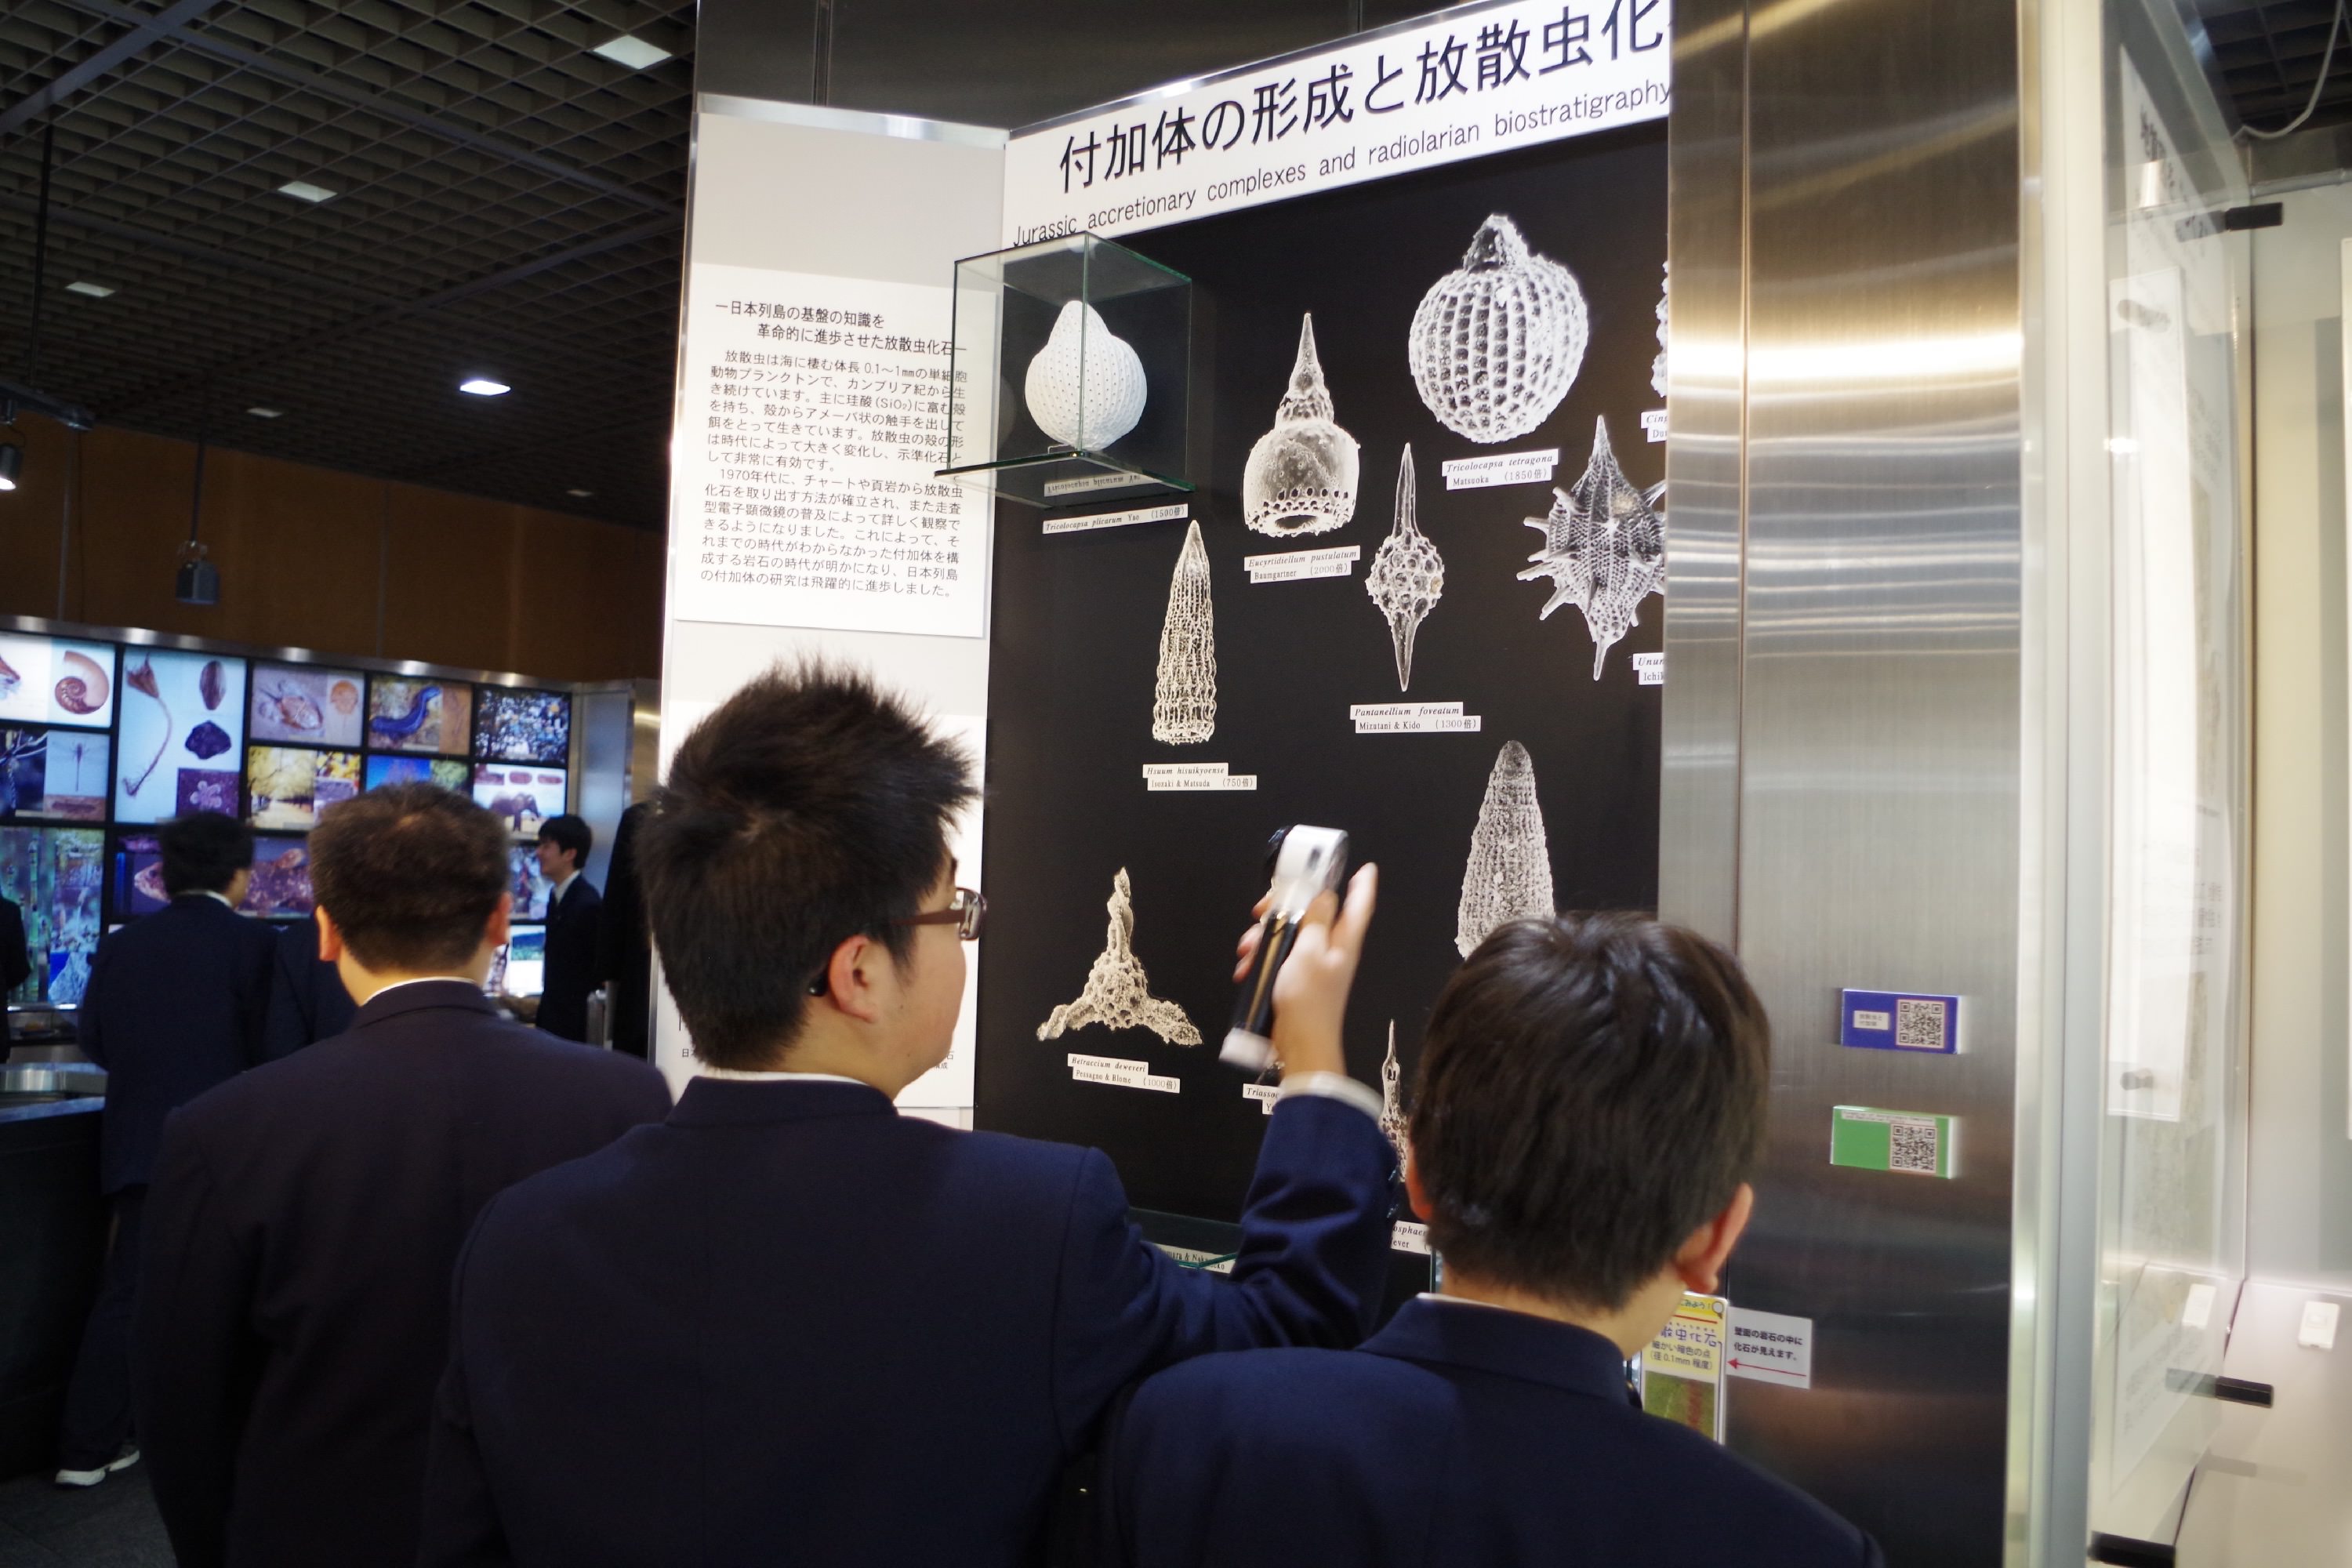 付加体の形成と放散虫化
Jurassic accretionary complexes and radiolarian biostratigraphy
―日本列島の基盤の知識を
革命的に進歩させた放散虫化石―
放散虫は海に棲む体長0.1～1mmの単細胞
動物プランクトンで、カンブリア紀から生
き続けています。主に珪酸(SiO₂)に富む殻
を持ち、殻からアメーバ状の触手を出して
餌をとって生きています。放散虫の殻の形
は時代によって大きく変化し、示準化石と
して非常に有効です。
1970年代に、チャートや頁岩から放散虫
化石を取り出す方法が確立され、また走査
型電子顕微鏡の普及によって詳しく観察で
きるようになりました。これによって、そ
れまでの時代がわからなかった付加体を構
成する岩石の時代が明かになり、日本列島
の付加体の研究は飛躍的に進歩しました。
Tricolocapsa plicarum Yao (1500倍)
Eucyrtidiellum pustulatum
Baumgartner (2000倍)
Tricolocapsa tetragona
Matsuoka (1850倍)
Unum
Ichik
Pantanellium foveatum
Mizutani & Kido (1300倍)
Hsuum hisuikyoense
Isozaki & Matsuda (750倍)
Betraccium deweveri
Pessagno & Blome (1000倍)
Triasso
osphae
ever
散虫化石
細かい暗色の点
(径0.1mm程度)
壁面の岩石の中に
化石が見えます。